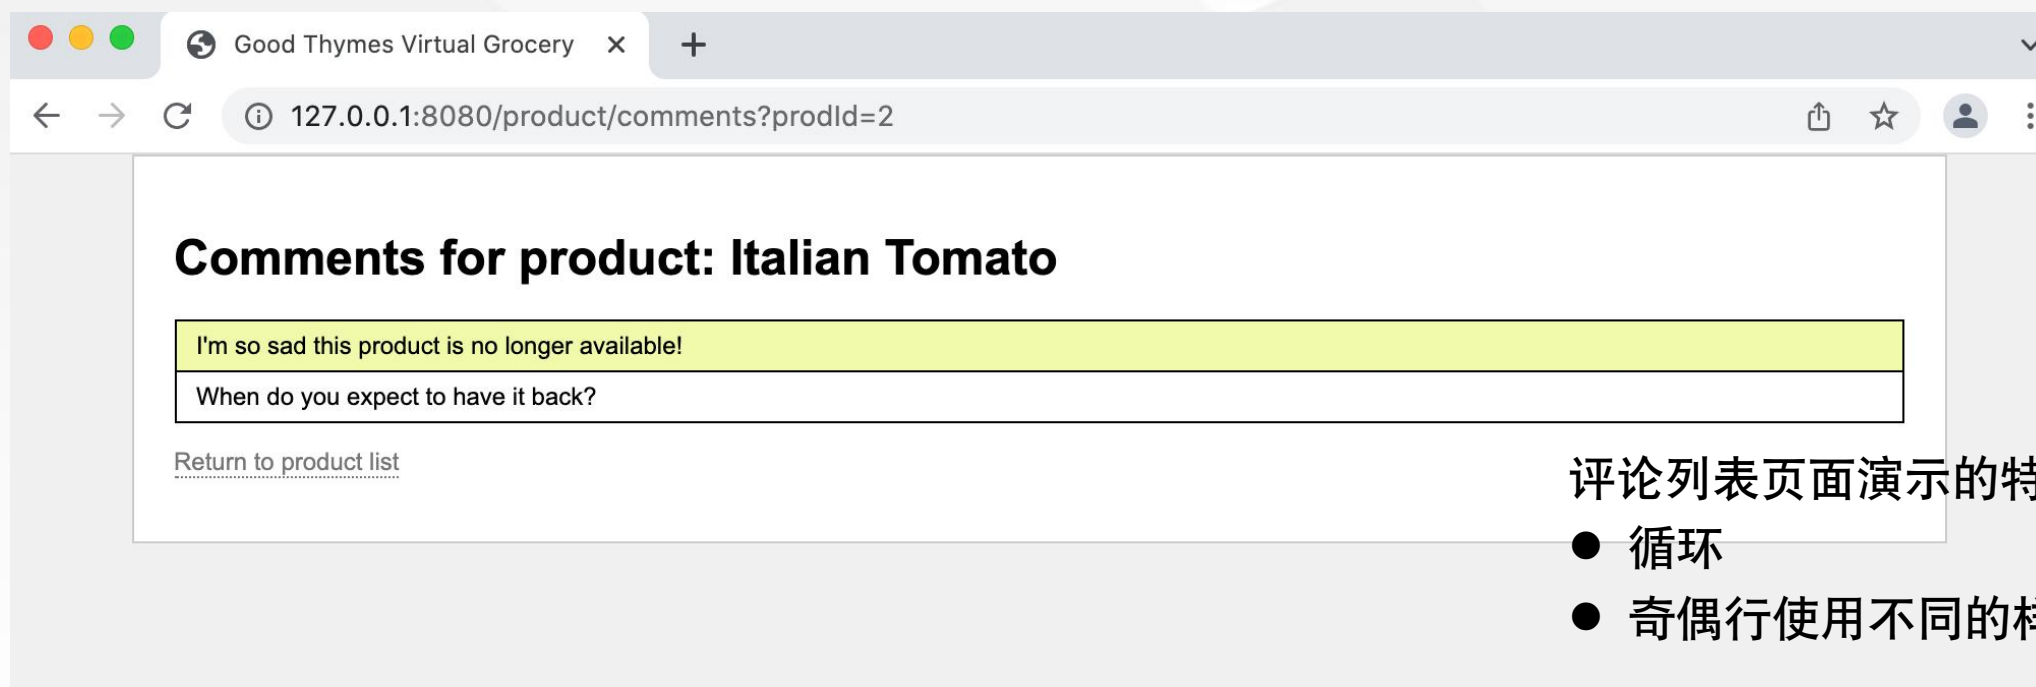 Good Thymes Virtual Grocery
127.0.0.1:8080/product/comments?prodId=2
Comments for product: Italian Tomato
I'm so sad this product is no longer available!
When do you expect to have it back?
Return to product list
评论列表页面演示的特
● 循环
● 奇偶行使用不同的